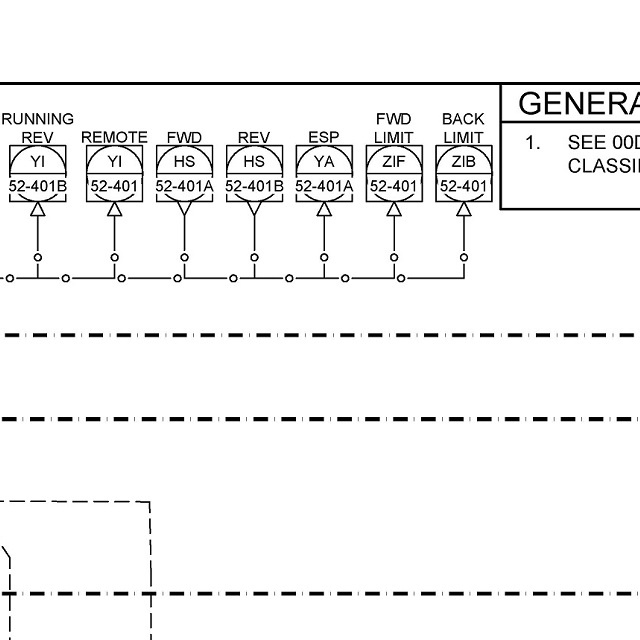 RUNNING
REV
YI
52-401B
REMOTE
YI
52-401
FWD
HS
52-401A
REV
HS
52-401B
ESP
YA
52-401A
FWD
LIMIT
ZIF
52-401
BACK
LIMIT
ZIB
52-401
GENERA
1. SEE 00D
CLASSI